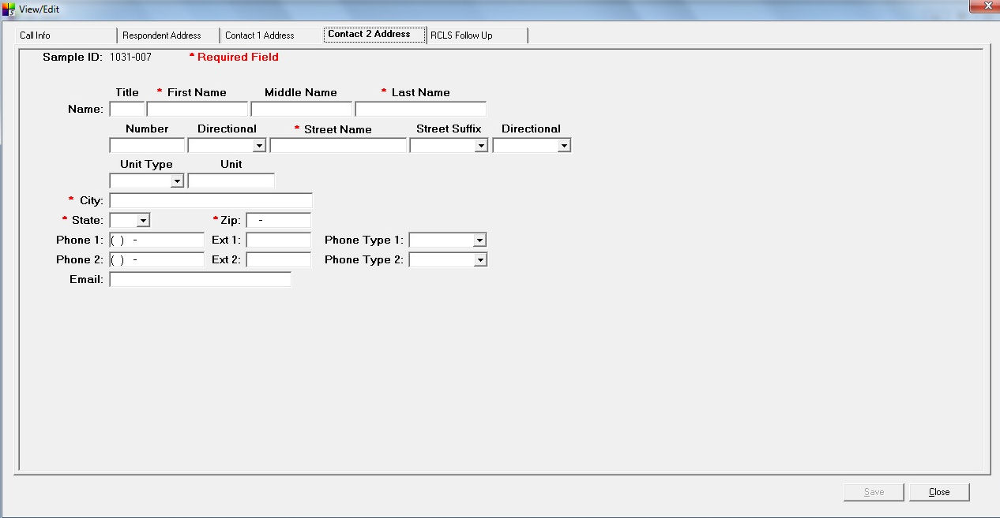 View/Edit
Call Info Respondent Address Contact 1 Address Contact 2 Address RCLS Follow Up
Sample ID: 1031-007 * Required Field
Title * First Name Middle Name * Last Name
Name:
Number Directional * Street Name Street Suffix Directional
Unit Type Unit
* City:
* State: * Zip: -
Phone 1: ( ) - Ext 1: Phone Type 1:
Phone 2: ( ) - Ext 2: Phone Type 2:
Email:
Save Close